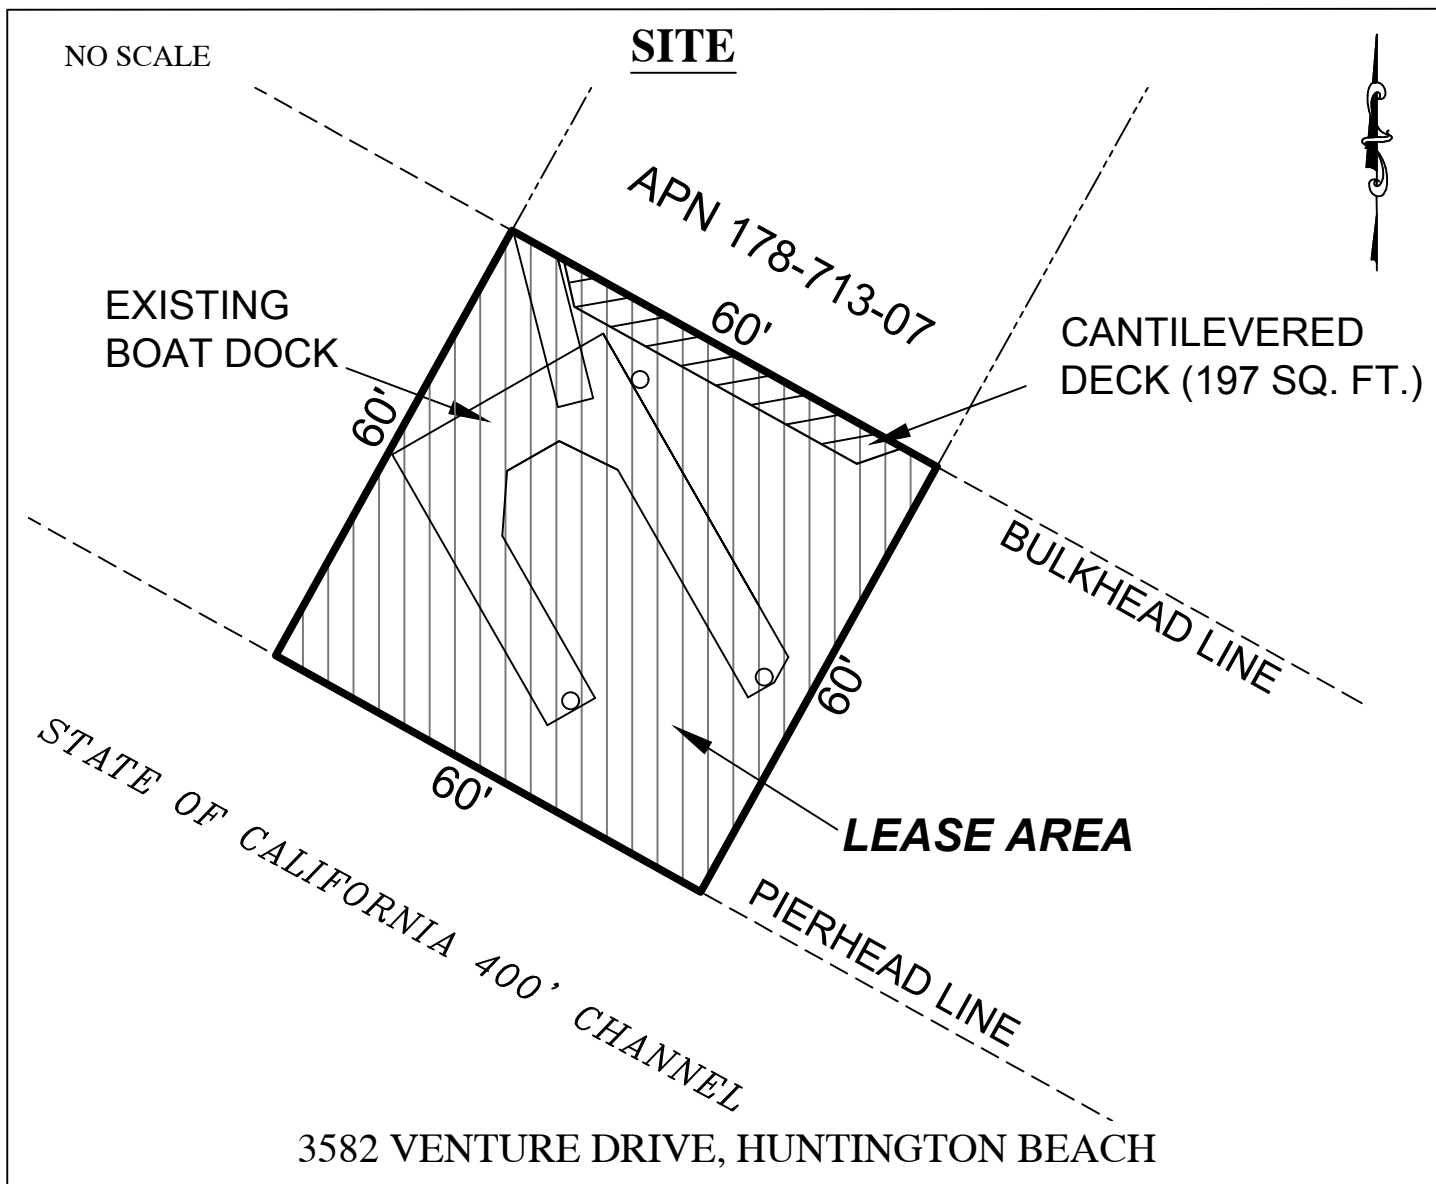 NO SCALE
SITE
APN 178-713-07
60'
EXISTING
BOAT DOCK
CANTILEVERED
DECK (197 SQ. FT.)
60'
BULKHEAD LINE
60'
60'
LEASE AREA
PIERHEAD LINE
STATE OF CALIFORNIA 400' CHANNEL
3582 VENTURE DRIVE, HUNTINGTON BEACH